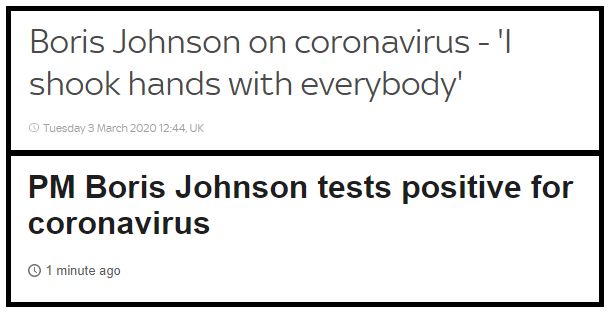 Boris Johnson on coronavirus - 'I
shook hands with everybody'
Tuesday 3 March 2020 12:44, UK
PM Boris Johnson tests positive for
coronavirus
1 minute ago